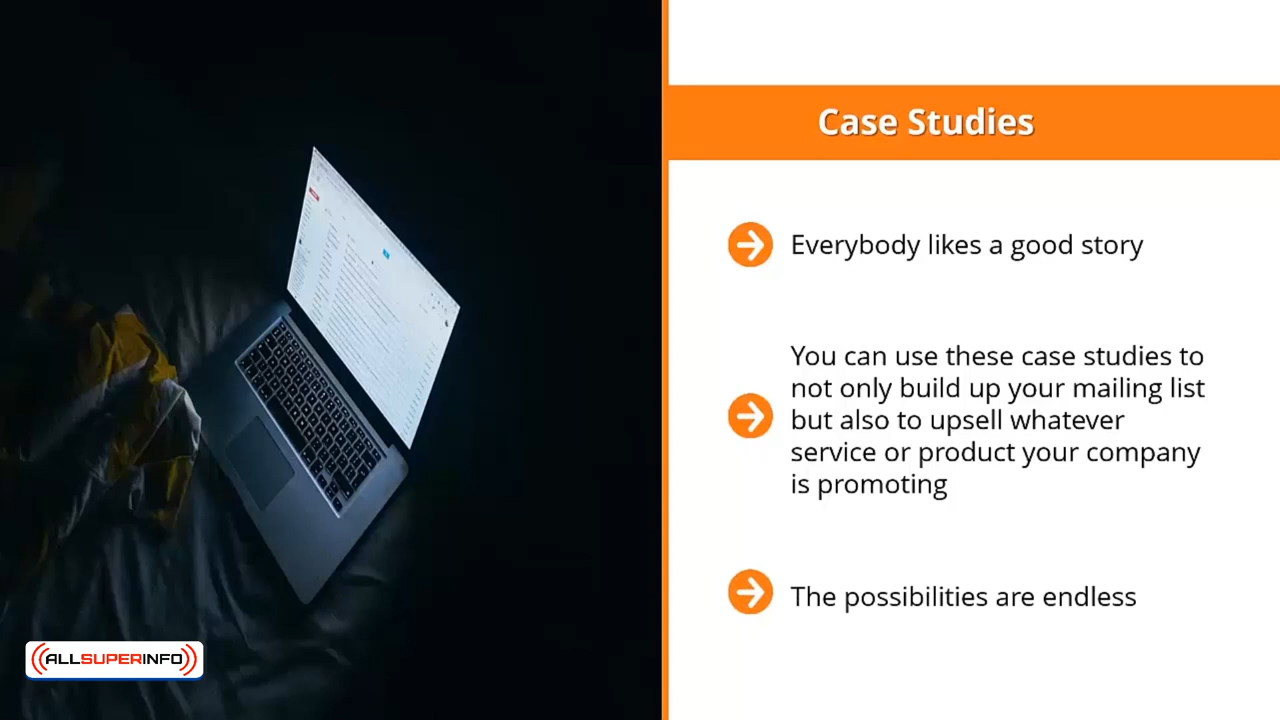 Case Studies
Everybody likes a good story
You can use these case studies to
not only build up your mailing list
but also to upsell whatever
service or product your company
is promoting
The possibilities are endless
ALLSUPERINFO